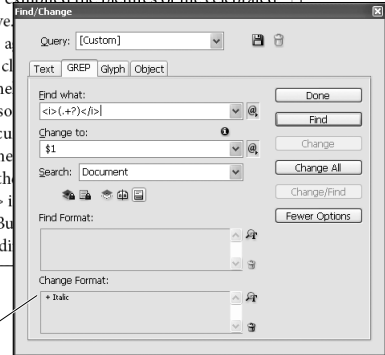 Find/Change
Query: [Custom]
Text GREP Glyph Object
Find what:
<i>(.+?)</i>
Change to:
$1
Search: Document
Find Format:
Change Format:
+ Italic
Done
Find
Change
Change All
Change/Find
Fewer Options